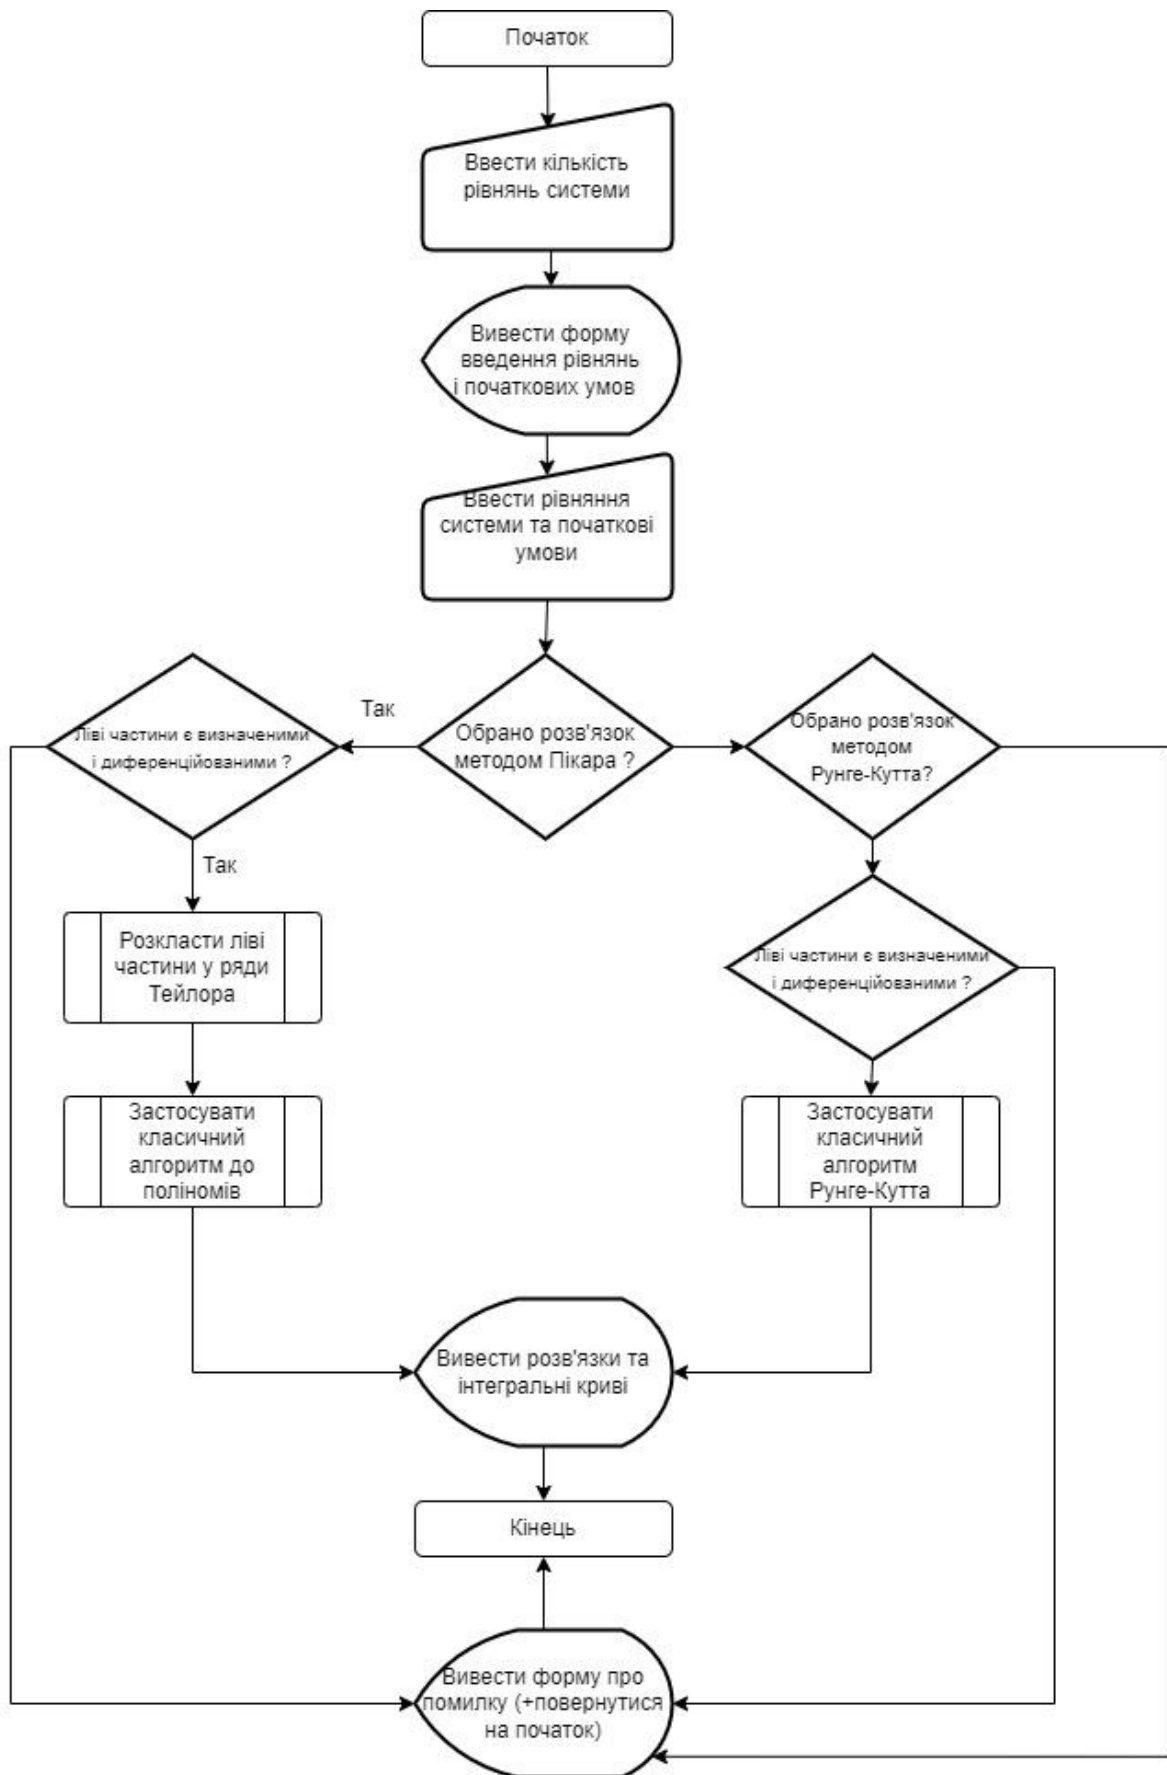 Початок
Ввести кількість
рівнянь системи
Вивести форму
введення рівнянь
і початкових умов
Ввести рівняння
системи та початкові
умови
Так
Ліві частини є визначеними
і диференційованими ?
Обрано розв'язок
методом Пікара ?
Обрано розв'язок
методом
Рунге-Кутта?
Так
Розкласти ліві
частини у ряди
Тейлора
Ліві частини є визначеними
і диференційованими ?
Застосувати
класичний
алгоритм до
поліномів
Застосувати
класичний
алгоритм
Рунге-Кутта
Вивести розв'язки та
інтегральні криві
Кінець
Вивести форму про
помилку (+повернутися
на початок)